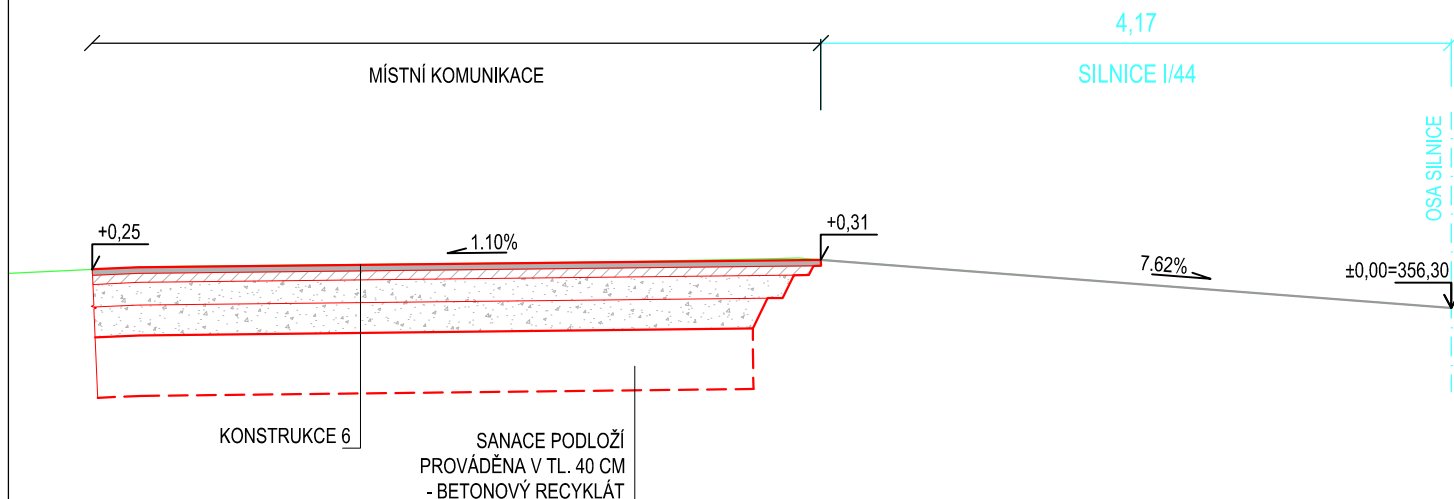 4,17
MÍSTNÍ KOMUNIKACE
SILNICE I/44
OSA SILNICE
+0,25
1.10%
+0,31
7.62%
±0,00=356,30
KONSTRUKCE 6
SANACE PODLOŽÍ
PROVÁDĚNA V TL. 40 CM
- BETONOVÝ RECYKLÁT